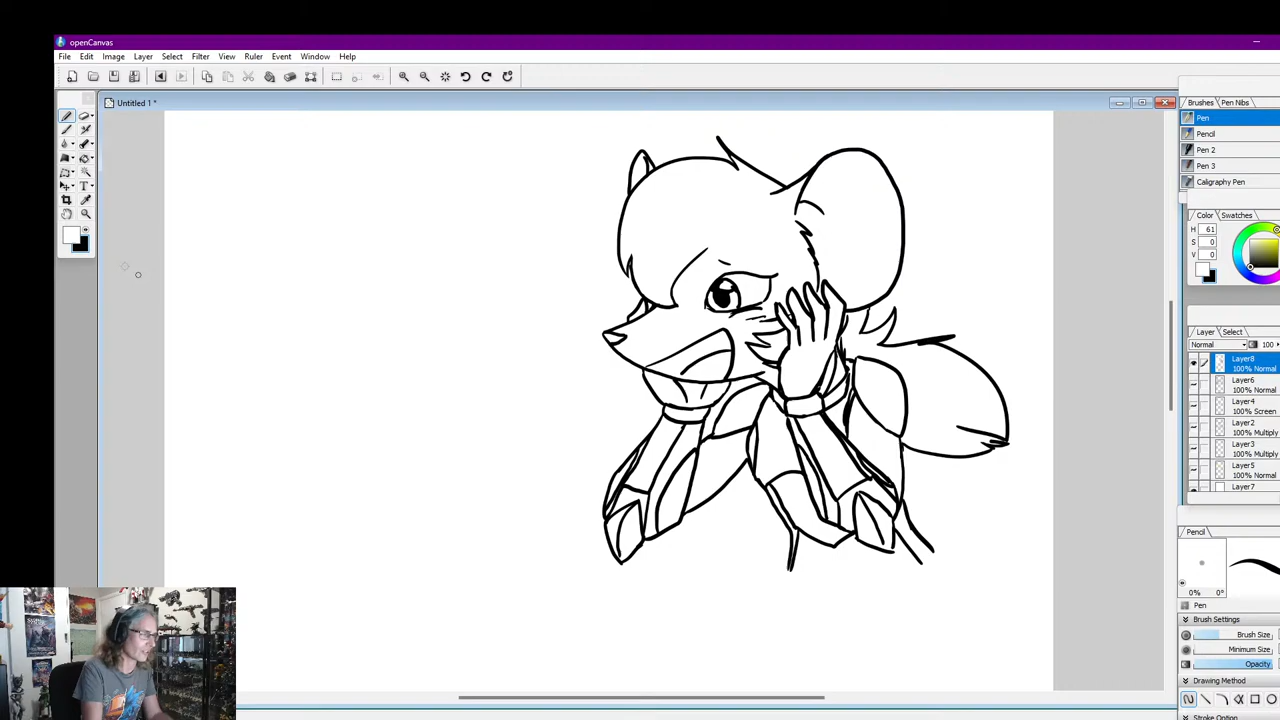 openCanvas
File Edit Image Layer Select Filter View Ruler Event Window Help
Untitled 1 *
Brushes Pen Nibs
Pen
Pencil
Pen 2
Pen 3
Caligraphy Pen
Color Swatches
H 61
S 0
V 0
Layer Select
Normal 100
Layer8
100% Normal
Layer6
100% Normal
Layer4
100% Screen
Layer2
100% Multiply
Layer3
100% Multiply
Layer5
100% Normal
Layer7
Pencil
0% 0°
Pen
Brush Settings
Brush Size
Minimum Size
Opacity
Drawing Method
Stroke Option